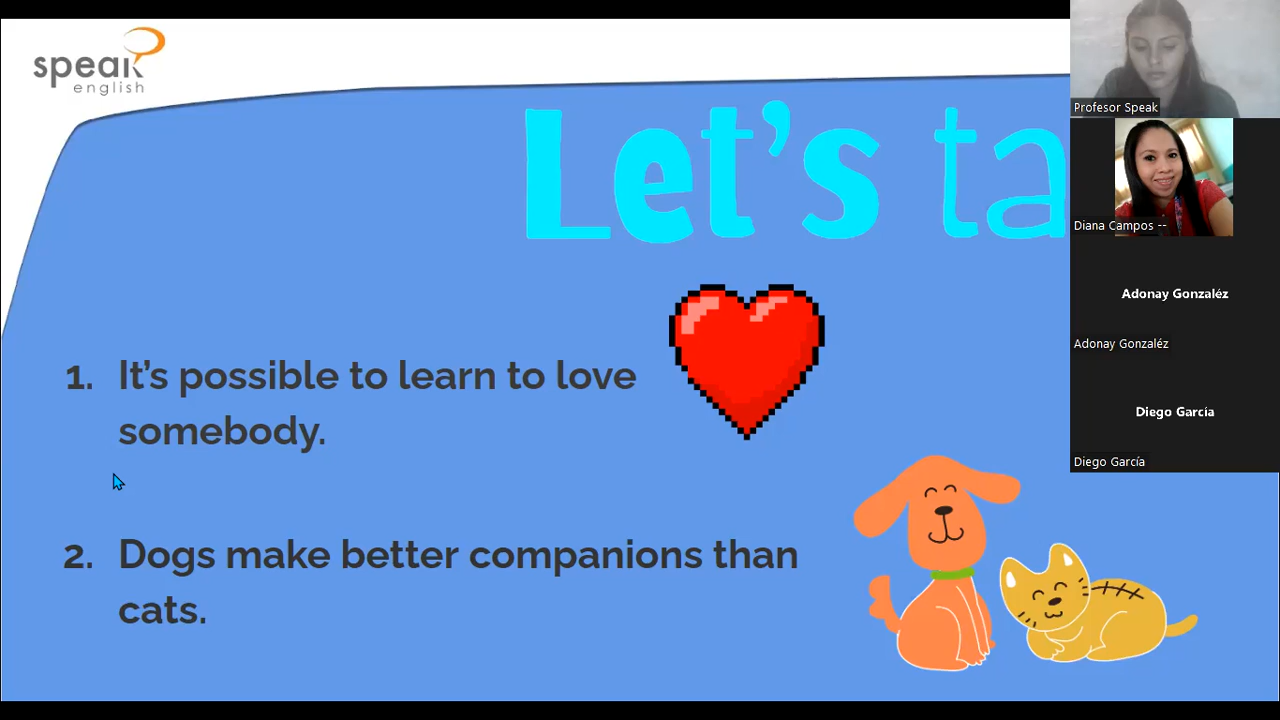 speak
english
Let's ta
1. It’s possible to learn to love
somebody.
2. Dogs make better companions than
cats.
Profesor Speak
Diana Campos --
Adonay Gonzaléz
Adonay Gonzaléz
Diego García
Diego García